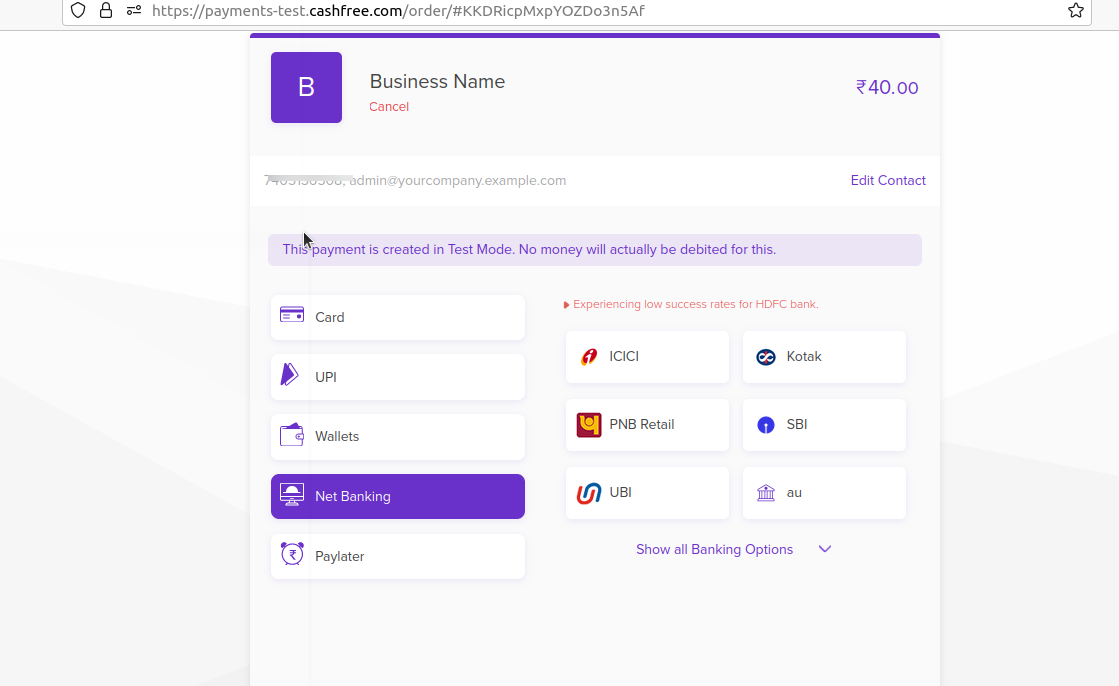 https://payments-test.cashfree.com/order/#KKDRicpMxpYOZDo3n5Af
B
Business Name
Cancel
₹40.00
admin@yourcompany.example.com
Edit Contact
This payment is created in Test Mode. No money will actually be debited for this.
Card
UPI
Wallets
Net Banking
Paylater
Experiencing low success rates for HDFC bank.
ICICI
Kotak
PNB Retail
SBI
UBI
au
Show all Banking Options